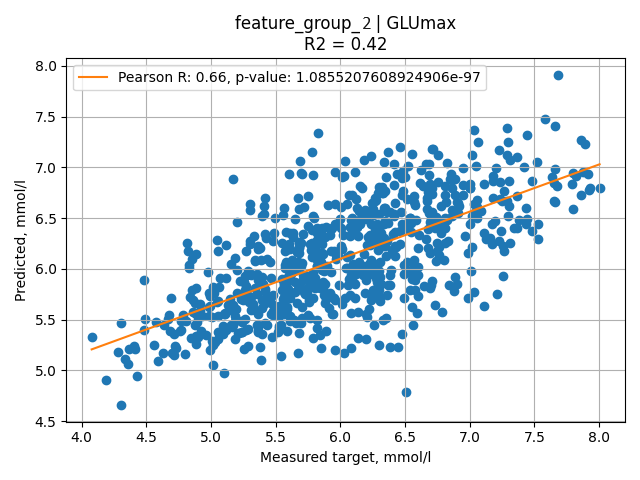 feature_group_2 | GLUmax
R2 = 0.42
Pearson R: 0.66, p-value: 1.0855207608924906e-97
8.0
7.5
7.0
6.5
6.0
5.5
5.0
4.5
Predicted, mmol/l
4.0 4.5 5.0 5.5 6.0 6.5 7.0 7.5 8.0
Measured target, mmol/l